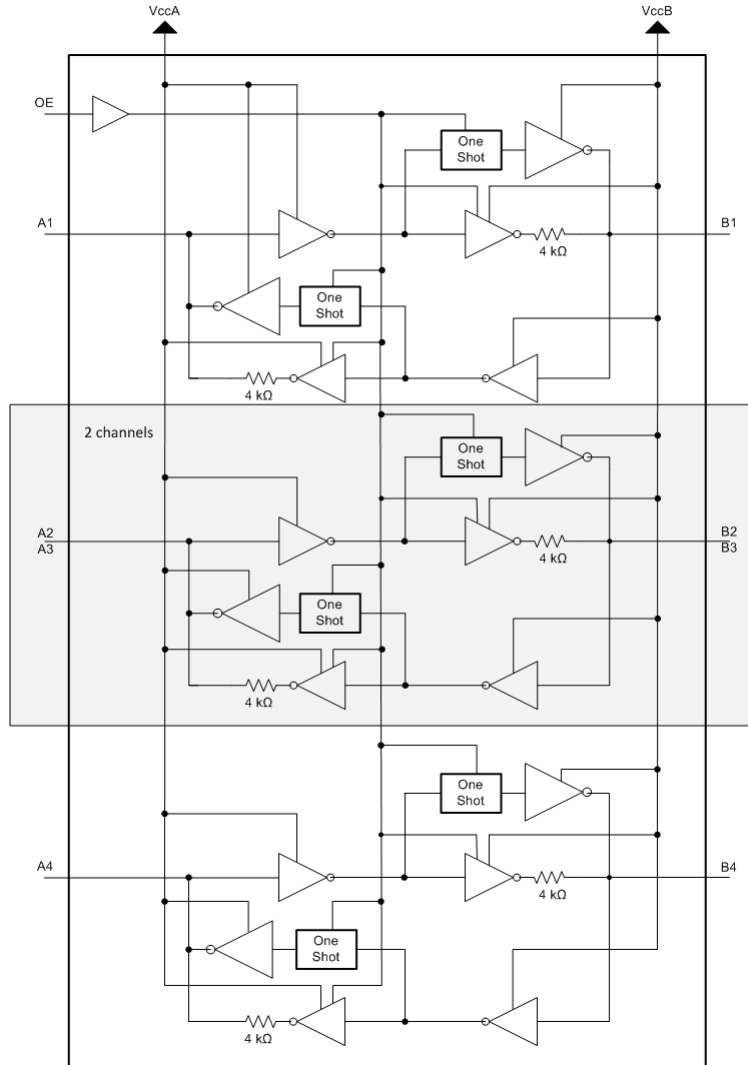 VccA
VccB
OE
One
Shot
A1
B1
4 kΩ
One
Shot
4 kΩ
2 channels
One
Shot
A2
A3
B2
B3
4 kΩ
One
Shot
4 kΩ
One
Shot
A4
B4
4 kΩ
One
Shot
4 kΩ